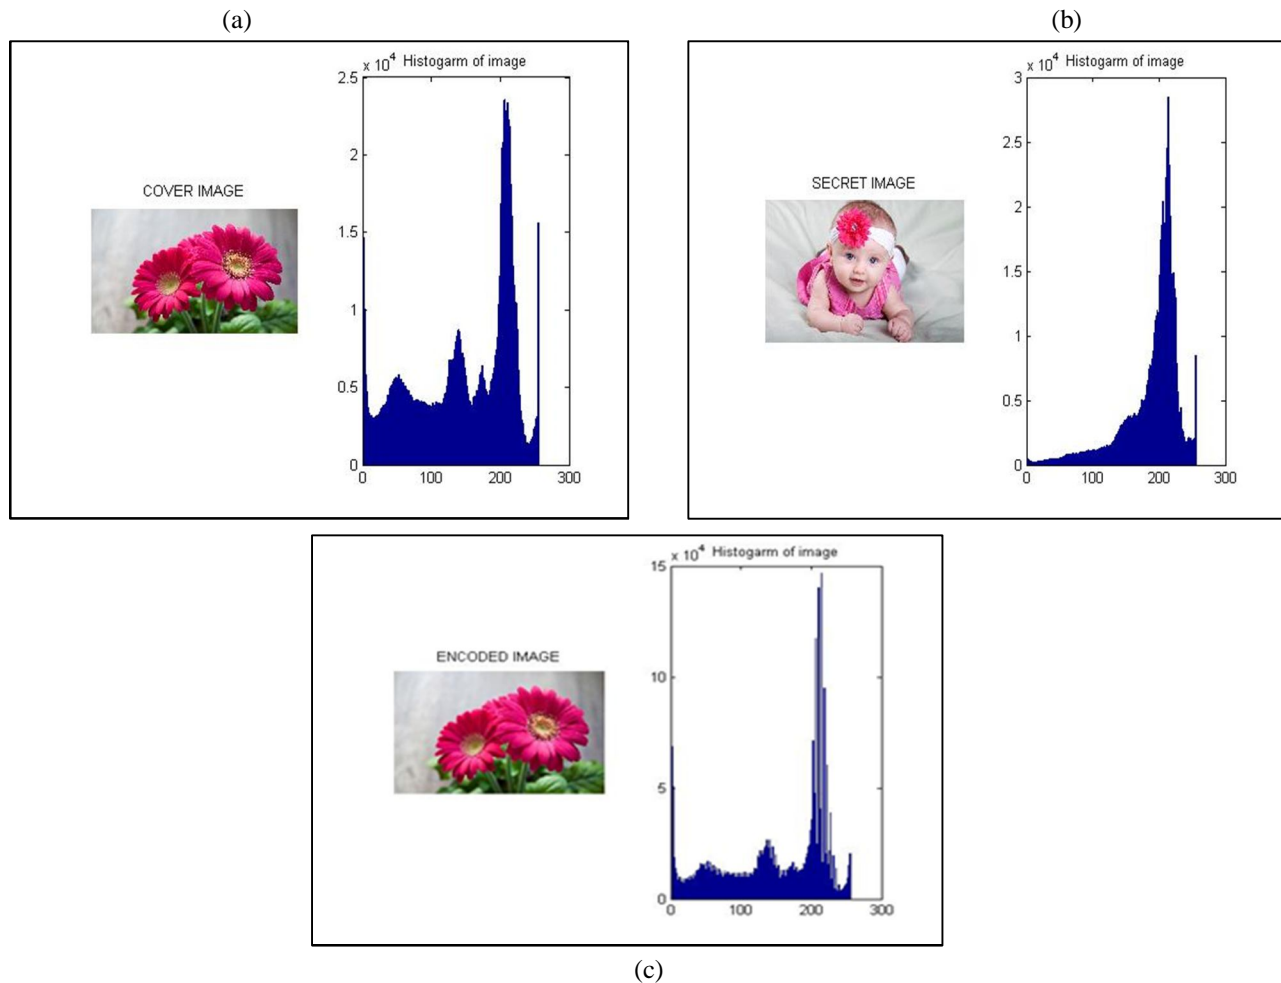 (a)
(b)
x 10^4 Histogarm of image
2.5
2
1.5
1
0.5
0
0 100 200 300
COVER IMAGE
x 10^4 Histogarm of image
3
2.5
2
1.5
1
0.5
0
0 100 200 300
SECRET IMAGE
x 10^4 Histogarm of image
15
10
5
0
0 100 200 300
ENCODED IMAGE
(c)